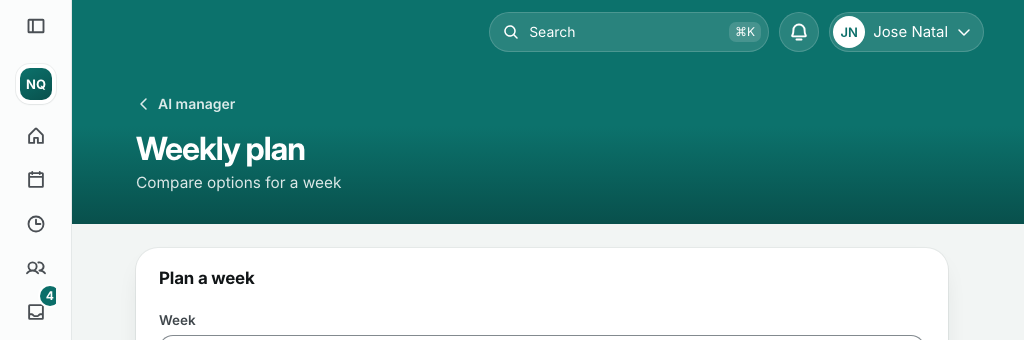 Search
⌘K
JN
Jose Natal
NQ
AI manager
Weekly plan
Compare options for a week
4
Plan a week
Week